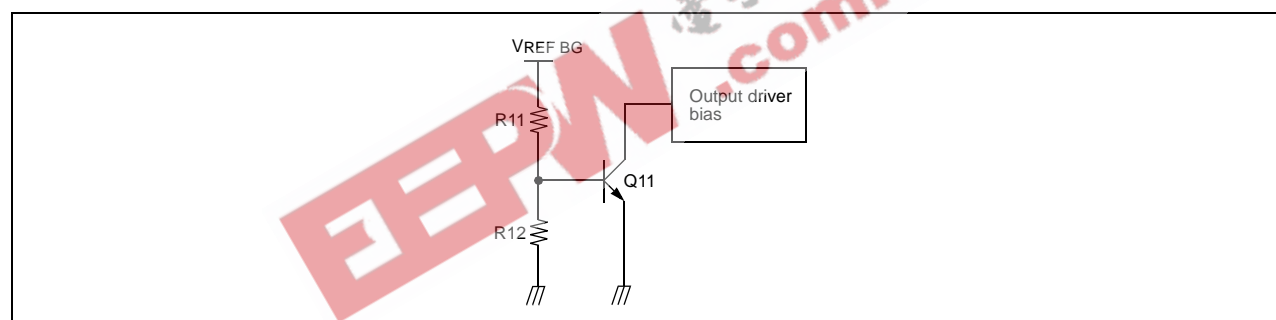 VREF BG
R11
Output driver
bias
Q11
R12
EEPW
.com